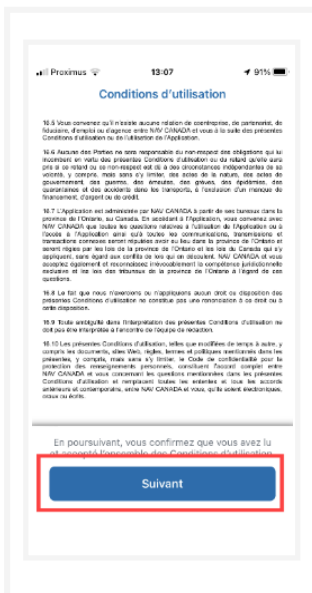 Proximus 13:07 91%
Conditions d'utilisation
16.5 Vous convenez qu'il n'existe aucune relation de coentreprise, de partenariat, de
fiduciaire, d'emploi ou d'agence entre NAV CANADA et vous à la suite des présentes
Conditions d'utilisation ou de l'utilisation de l'Application.
16.6 Aucune des Parties ne sera responsable du non-respect des obligations qui lui
incombent en vertu des présentes Conditions d'utilisation ou du retard qu'elle aura
pris si ce retard ou ce non-respect est dû à des circonstances indépendantes de sa
volonté, y compris, mais sans s'y limiter, des actes de la nature, des actes de
gouvernement, des guerres, des émeutes, des grèves, des épidémies, des
quarantaines et des accidents dans les transports, à l'exclusion d'un manque de
financement, d'argent ou de crédit.
16.7 L'Application est administrée par NAV CANADA à partir de ses bureaux dans la
province de l'Ontario, au Canada. En accédant à l'Application, vous convenez avec
NAV CANADA que toutes les questions relatives à l'utilisation de l'Application ou à
l'accès à l'Application ainsi qu'à toutes les communications, transmissions et
transactions connexes seront réputées avoir eu lieu dans la province de l'Ontario et
seront régies par les lois de la province de l'Ontario et les lois du Canada qui s'y
appliquent, sans égard aux conflits de lois qui en découlent. NAV CANADA et vous
acceptez également et reconnaissez irrévocablement la compétence juridictionnelle
exclusive et les lois des tribunaux de la province de l'Ontario à l'égard de ces
questions.
16.8 Le fait que nous n'exercions ou n'appliquions aucun droit ou disposition des
présentes Conditions d'utilisation ne constitue pas une renonciation à ce droit ou à
cette disposition.
16.9 Toute ambiguïté dans l'interprétation des présentes Conditions d'utilisation ne
doit pas être interprétée à l'encontre de l'équipe de rédaction.
16.10 Les présentes Conditions d'utilisation, telles que modifiées de temps à autre, y
compris les documents, sites Web, règles, termes et politiques mentionnés dans les
présentes, y compris, mais sans s'y limiter, le Code de confidentialité pour la
protection des renseignements personnels, constituent l'accord complet entre
NAV CANADA et vous concernant les questions mentionnées dans les présentes
Conditions d'utilisation et remplacent toutes les ententes et tous les accords
antérieurs et contemporains, entre NAV CANADA et vous, qu'ils soient électroniques,
oraux ou écrits.
En poursuivant, vous confirmez que vous avez lu
et accepté l'ensemble des Conditions d'utilisation
Suivant